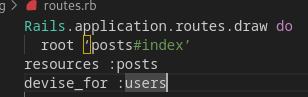 g > routes.rb
Rails.application.routes.draw do
root ‘posts#index’
resources :posts
devise_for :users